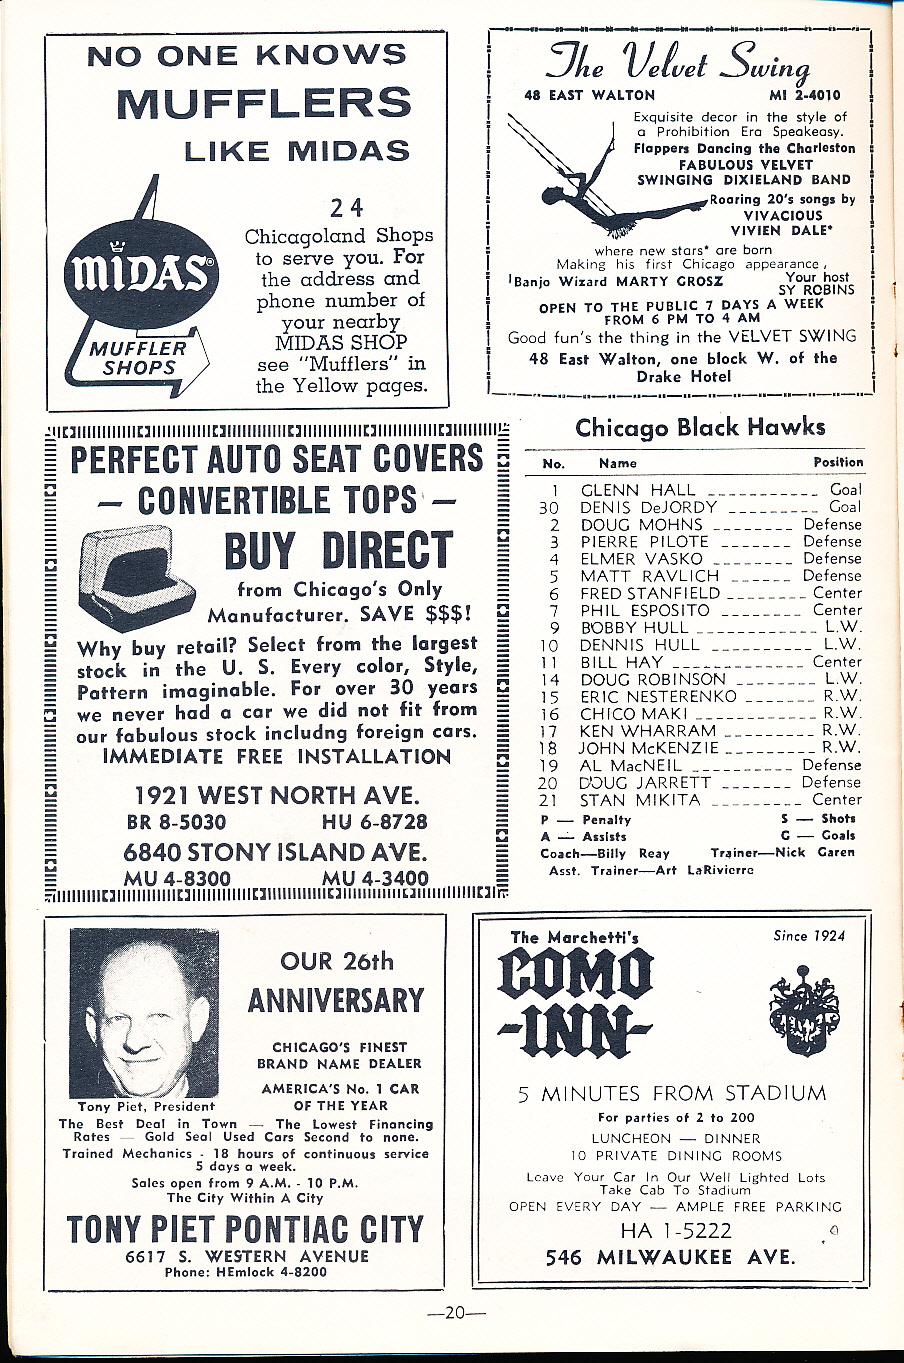 NO ONE KNOWS
MUFFLERS
LIKE MIDAS
24
Chicagoland Shops
to serve you. For
the address and
phone number of
your nearby
MIDAS SHOP
see "Mufflers" in
the Yellow pages.
MIDAS®
MUFFLER
SHOPS
The Velvet Swing
48 EAST WALTON MI 2-4010
Exquisite decor in the style of
a Prohibition Era Speakeasy.
Flappers Dancing the Charleston
FABULOUS VELVET
SWINGING DIXIELAND BAND
Roaring 20's songs by
VIVACIOUS
VIVIEN DALE*
where new stars* are born
Making his first Chicago appearance,
Banjo Wizard MARTY GROSZ
Your host
SY ROBINS
OPEN TO THE PUBLIC 7 DAYS A WEEK
FROM 6 PM TO 4 AM
Good fun's the thing in the VELVET SWING
48 East Walton, one block W. of the
Drake Hotel
PERFECT AUTO SEAT COVERS
— CONVERTIBLE TOPS —
BUY DIRECT
from Chicago's Only
Manufacturer. SAVE $$$!
Why buy retail? Select from the largest
stock in the U. S. Every color, Style,
Pattern imaginable. For over 30 years
we never had a car we did not fit from
our fabulous stock includng foreign cars.
IMMEDIATE FREE INSTALLATION
1921 WEST NORTH AVE.
BR 8-5030 HU 6-8728
6840 STONY ISLAND AVE.
MU 4-8300 MU 4-3400
Chicago Black Hawks
No. Name Position
1 GLENN HALL ___________ Goal
30 DENIS DeJORDY _________ Goal
2 DOUG MOHNS ________ Defense
3 PIERRE PILOTE _______ Defense
4 ELMER VASKO ________ Defense
5 MATT RAVLICH ______ Defense
6 FRED STANFIELD ________ Center
7 PHIL ESPOSITO ________ Center
9 BOBBY HULL ____________ L.W.
10 DENNIS HULL __________ L.W.
11 BILL HAY _____________ Center
14 DOUG ROBINSON ________ L.W.
15 ERIC NESTERENKO _______ R.W.
16 CHICO MAKI ____________ R.W.
17 KEN WHARRAM _________ R.W.
18 JOHN McKENZIE _________ R.W.
19 AL MacNEIL __________ Defense
20 DOUG JARRETT _______ Defense
21 STAN MIKITA _________ Center
P — Penalty S — Shots
A — Assists G — Goals
Coach—Billy Reay Trainer—Nick Garen
Asst. Trainer—Art LaRivierre
OUR 26th
ANNIVERSARY
CHICAGO'S FINEST
BRAND NAME DEALER
AMERICA'S No. 1 CAR
OF THE YEAR
Tony Piet, President
The Best Deal in Town — The Lowest Financing
Rates — Gold Seal Used Cars Second to none.
Trained Mechanics - 18 hours of continuous service
5 days a week.
Sales open from 9 A.M. - 10 P.M.
The City Within A City
TONY PIET PONTIAC CITY
6617 S. WESTERN AVENUE
Phone: HEmlock 4-8200
The Marchetti's Since 1924
COMO
-INN-
5 MINUTES FROM STADIUM
For parties of 2 to 200
LUNCHEON — DINNER
10 PRIVATE DINING ROOMS
Leave Your Car In Our Well Lighted Lots
Take Cab To Stadium
OPEN EVERY DAY — AMPLE FREE PARKING
HA 1-5222
546 MILWAUKEE AVE.
—20—